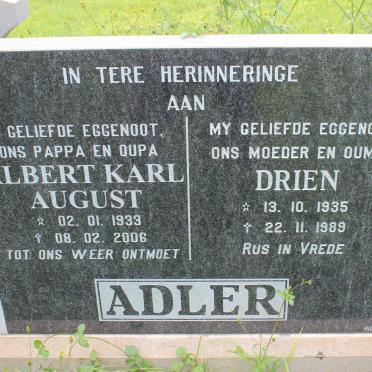 IN TERE HERINNERINGE
AAN
GELIEFDE EGGENOOT,
ONS PAPPA EN OUPA
ALBERT KARL
AUGUST
☆ 02. 01. 1933
✝ 08. 02. 2006
TOT ONS WEER ONTMOET
MY GELIEFDE EGGENO
ONS MOEDER EN OUM
DRIEN
☆ 13. 10. 1935
✝ 22. 11. 1989
RUS IN VREDE
ADLER